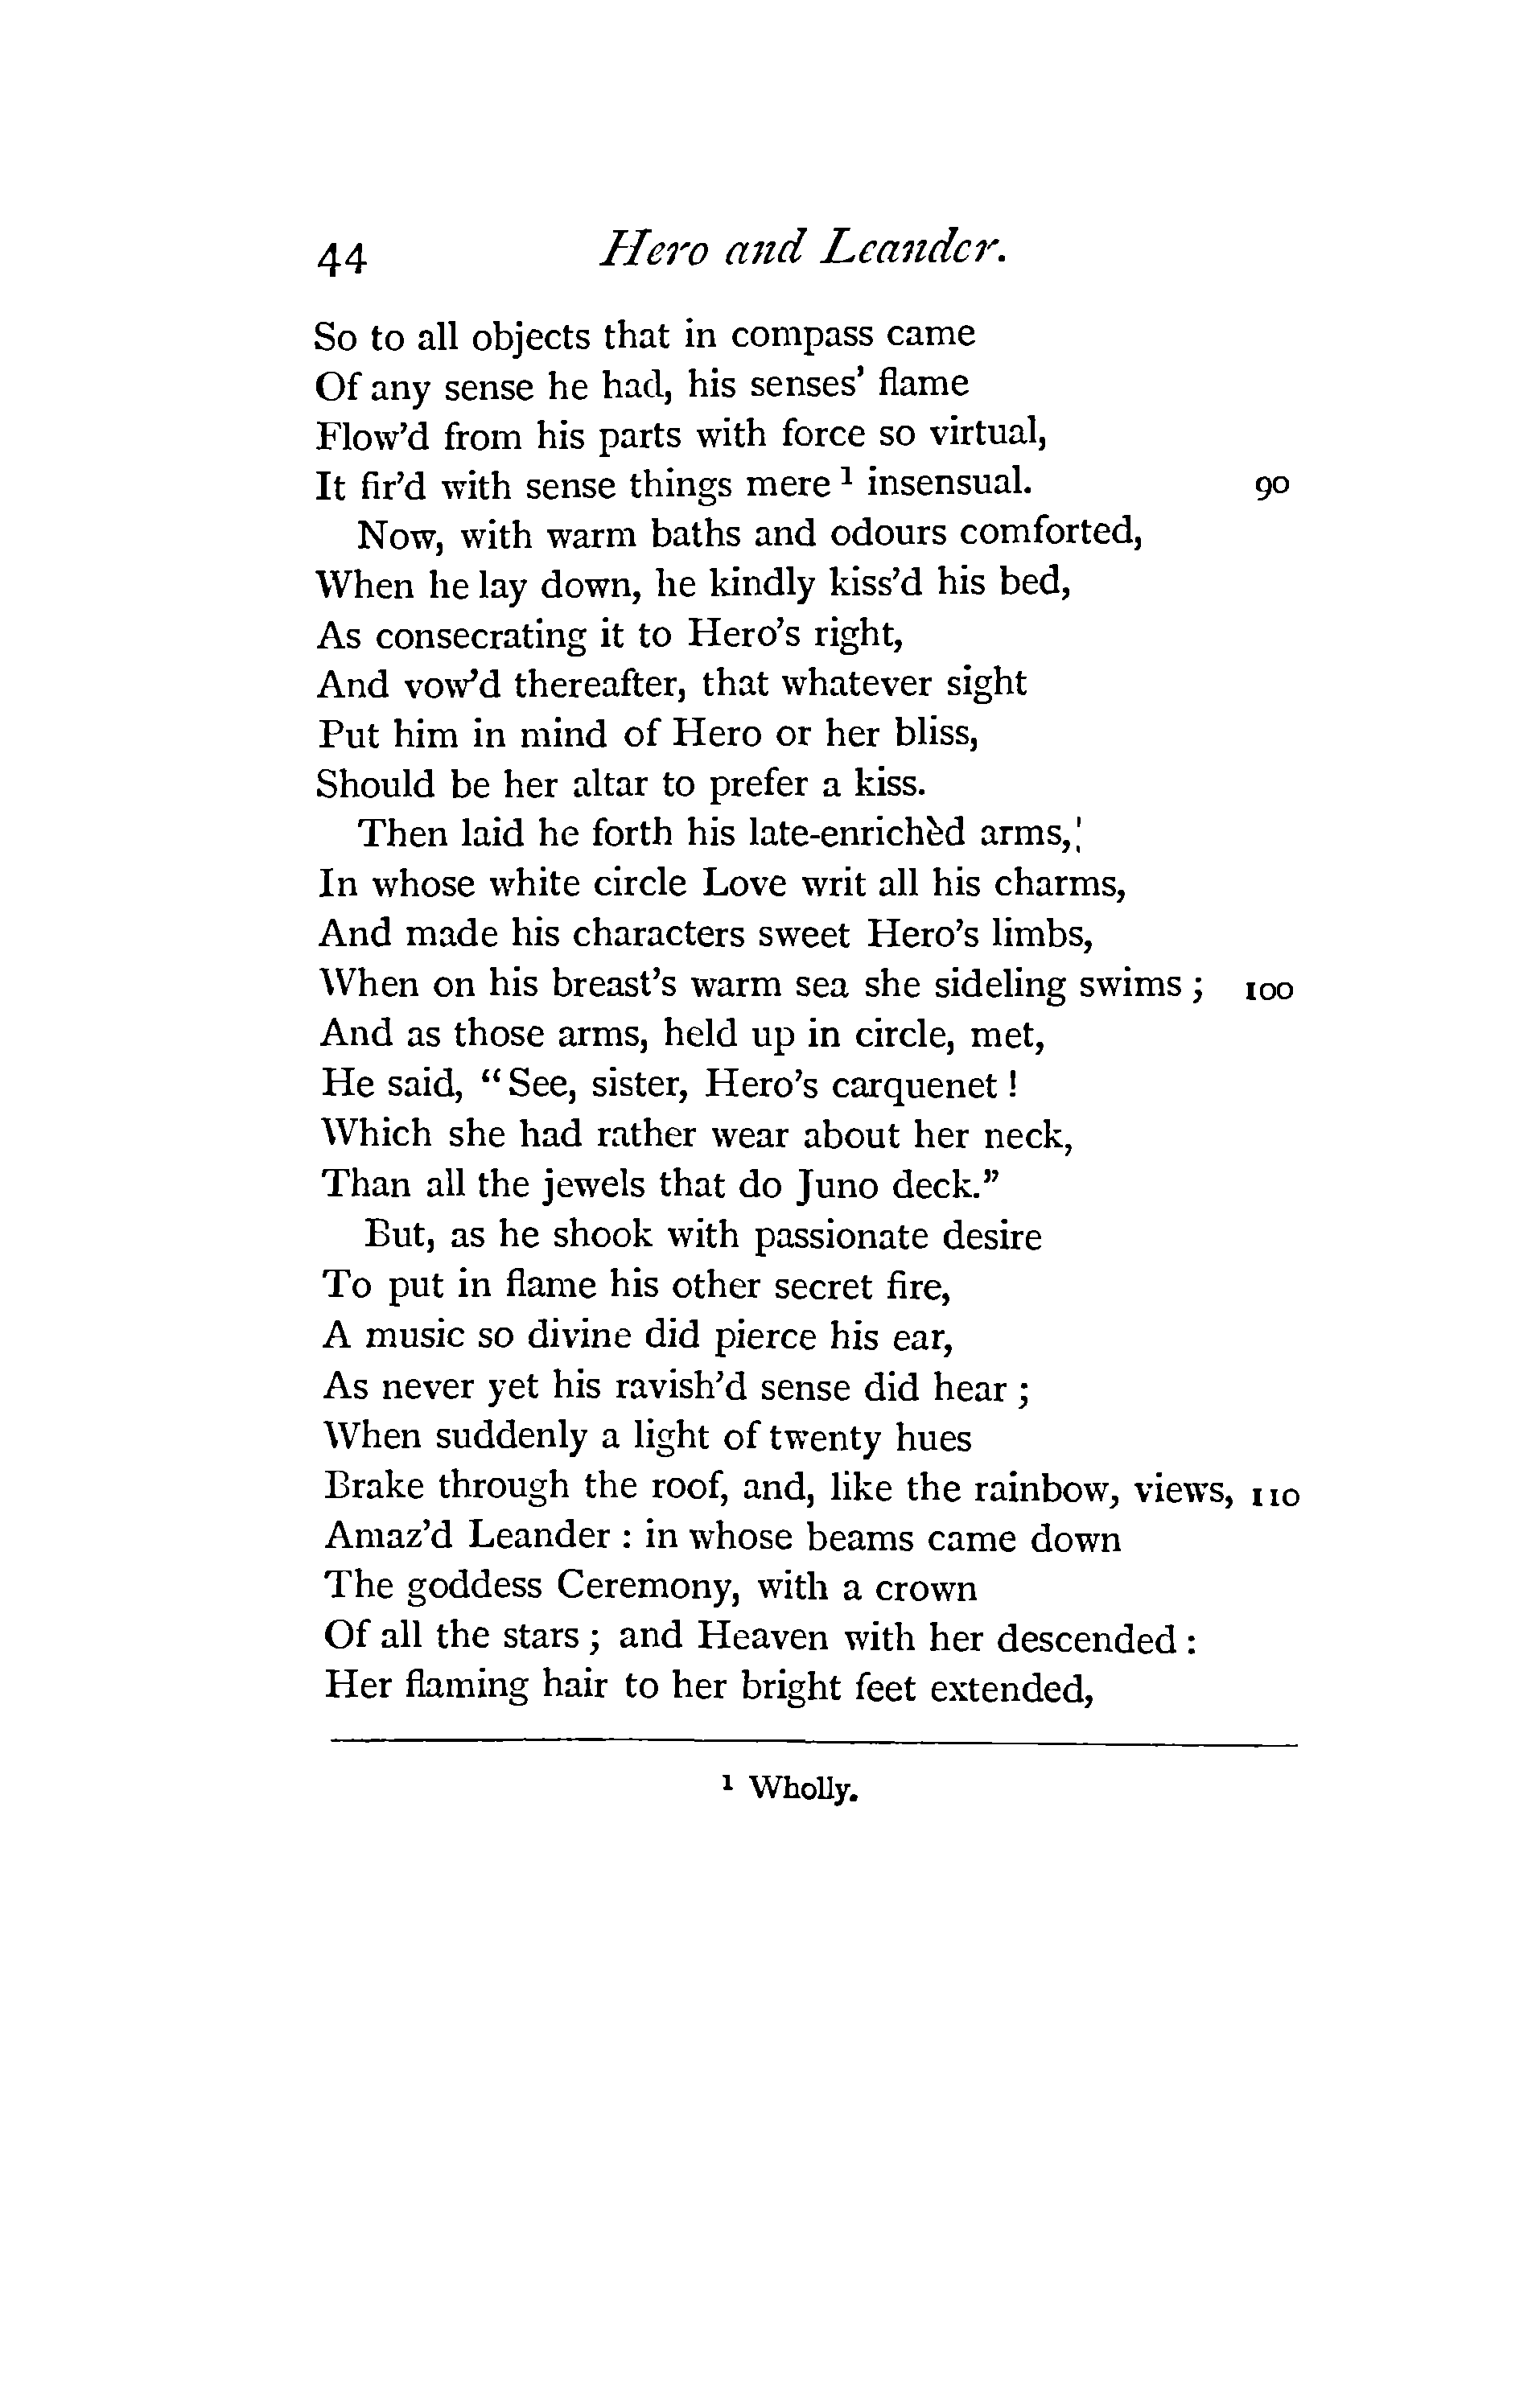 44 Hero and Leander.
So to all objects that in compass came
Of any sense he had, his senses’ flame
Flow’d from his parts with force so virtual,
It fir’d with sense things mere ¹ insensual. 90
Now, with warm baths and odours comforted,
When he lay down, he kindly kiss’d his bed,
As consecrating it to Hero’s right,
And vow’d thereafter, that whatever sight
Put him in mind of Hero or her bliss,
Should be her altar to prefer a kiss.
Then laid he forth his late-enrichèd arms,
In whose white circle Love writ all his charms,
And made his characters sweet Hero’s limbs,
When on his breast’s warm sea she sideling swims ; 100
And as those arms, held up in circle, met,
He said, “ See, sister, Hero’s carquenet !
Which she had rather wear about her neck,
Than all the jewels that do Juno deck.”
But, as he shook with passionate desire
To put in flame his other secret fire,
A music so divine did pierce his ear,
As never yet his ravish’d sense did hear ;
When suddenly a light of twenty hues
Brake through the roof, and, like the rainbow, views, 110
Amaz’d Leander : in whose beams came down
The goddess Ceremony, with a crown
Of all the stars ; and Heaven with her descended :
Her flaming hair to her bright feet extended,
¹ Wholly.